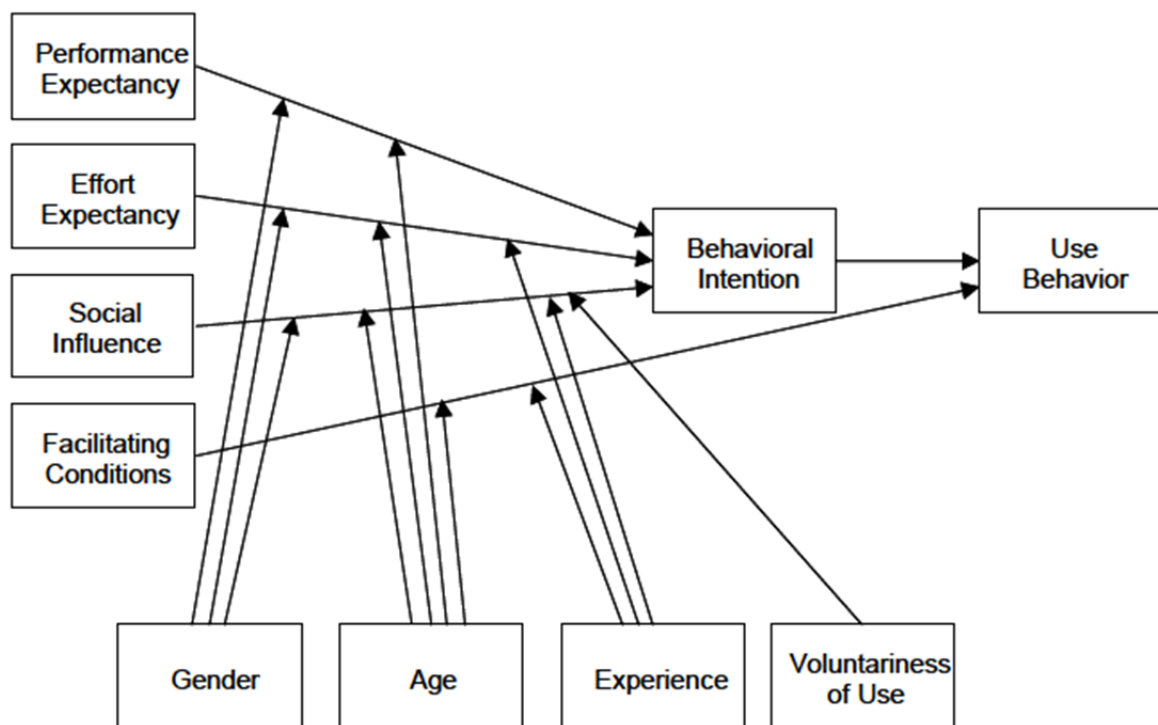 Performance
Expectancy
Effort
Expectancy
Social
Influence
Facilitating
Conditions
Behavioral
Intention
Use
Behavior
Gender
Age
Experience
Voluntariness
of Use